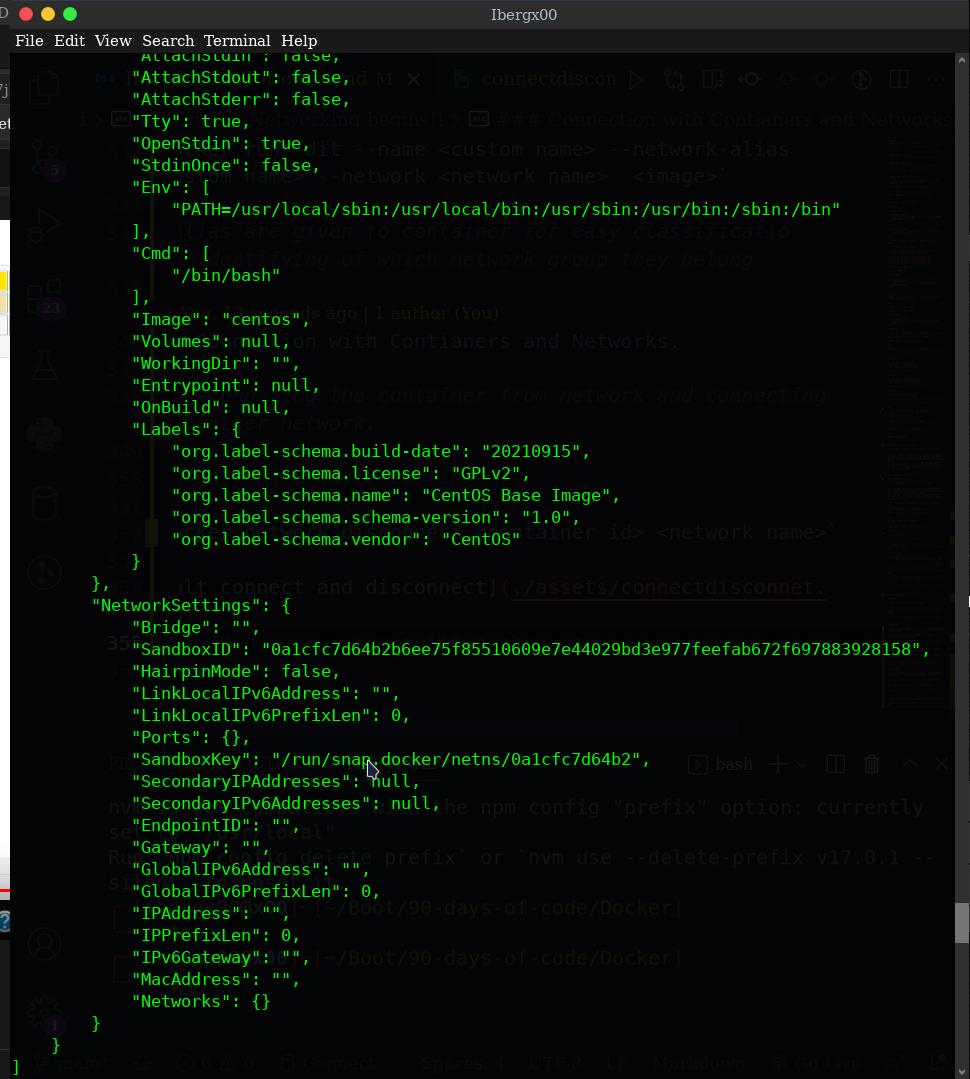 Ibergx00
File Edit View Search Terminal Help
"AttachStdin": false,
"AttachStdout": false,
"AttachStderr": false,
"Tty": true,
"OpenStdin": true,
"StdinOnce": false,
"Env": [
"PATH=/usr/local/sbin:/usr/local/bin:/usr/sbin:/usr/bin:/sbin:/bin"
],
"Cmd": [
"/bin/bash"
],
"Image": "centos",
"Volumes": null,
"WorkingDir": "",
"Entrypoint": null,
"OnBuild": null,
"Labels": {
"org.label-schema.build-date": "20210915",
"org.label-schema.license": "GPLv2",
"org.label-schema.name": "CentOS Base Image",
"org.label-schema.schema-version": "1.0",
"org.label-schema.vendor": "CentOS"
}
},
"NetworkSettings": {
"Bridge": "",
"SandboxID": "0a1cfc7d64b2b6ee75f85510609e7e44029bd3e977feefab672f697883928158",
"HairpinMode": false,
"LinkLocalIPv6Address": "",
"LinkLocalIPv6PrefixLen": 0,
"Ports": {},
"SandboxKey": "/run/snap.docker/netns/0a1cfc7d64b2",
"SecondaryIPAddresses": null,
"SecondaryIPv6Addresses": null,
"EndpointID": "",
"Gateway": "",
"GlobalIPv6Address": "",
"GlobalIPv6PrefixLen": 0,
"IPAddress": "",
"IPPrefixLen": 0,
"IPv6Gateway": "",
"MacAddress": "",
"Networks": {}
}
}
]